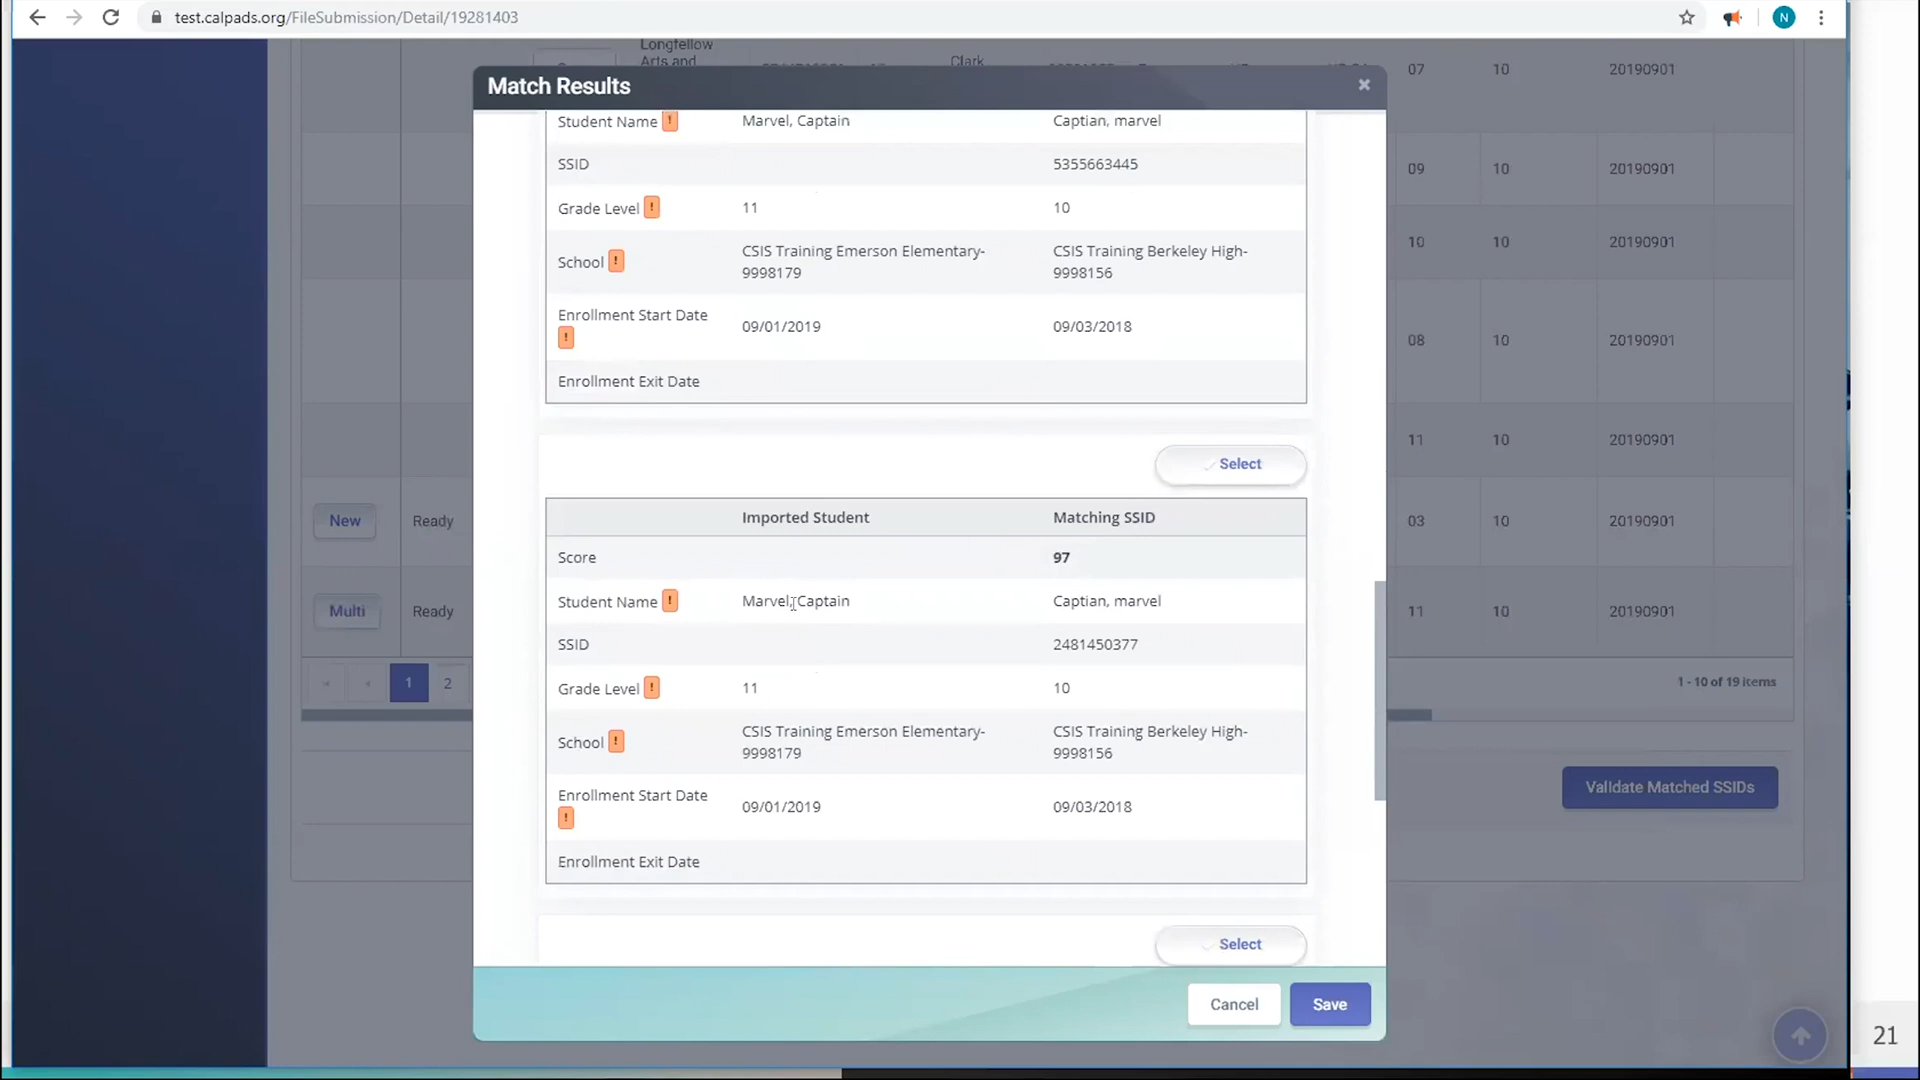 test.calpads.org/FileSubmission/Detail/19281403
N
Longfellow
Arts and
Clark
07 10 20190901
Match Results
Student Name ! Marvel, Captain Captian, marvel
SSID 5355663445
09 10 20190901
Grade Level ! 11 10
10 10 20190901
School ! CSIS Training Emerson Elementary-
9998179
CSIS Training Berkeley High-
9998156
Enrollment Start Date
! 09/01/2019 09/03/2018
08 10 20190901
Enrollment Exit Date
11 10 20190901
Select
Imported Student Matching SSID
New Ready
03 10 20190901
Score 97
Student Name ! Marvel, Captain Captian, marvel
Multi Ready
11 10 20190901
SSID 2481450377
Grade Level ! 11 10
1 2
1 - 10 of 19 items
School ! CSIS Training Emerson Elementary-
9998179
CSIS Training Berkeley High-
9998156
Enrollment Start Date
! 09/01/2019 09/03/2018
Validate Matched SSIDs
Enrollment Exit Date
Select
Cancel Save
21